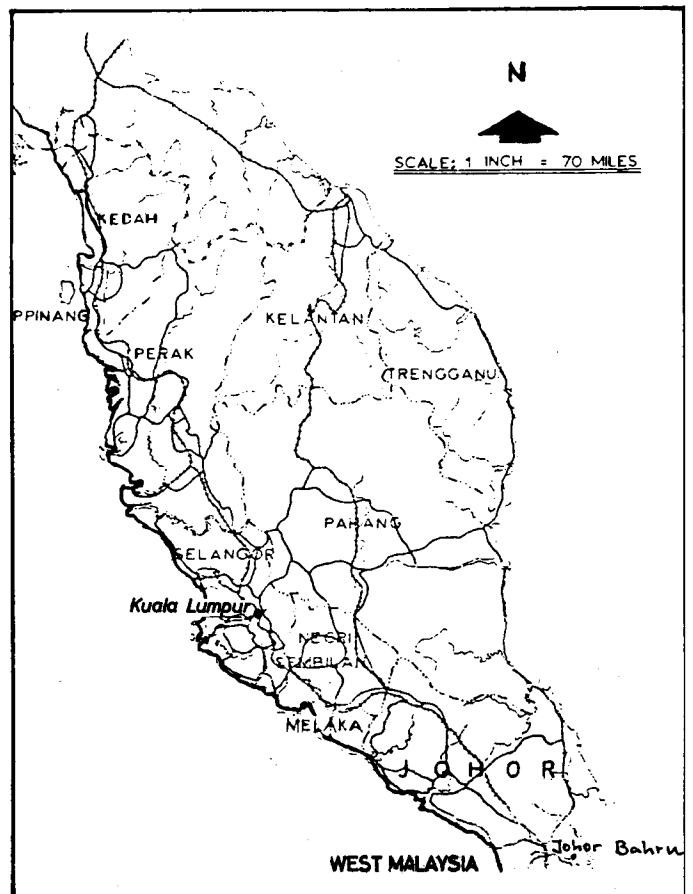 N
SCALE: 1 INCH = 70 MILES
KEDAH
PPINANG
KELANTAN
PERAK
TRENGGANU
PAHANG
SELANGOR
Kuala Lumpur
NEGRI
SEMBILAN
MELAKA
JOHOR
Johor Bahru
WEST MALAYSIA